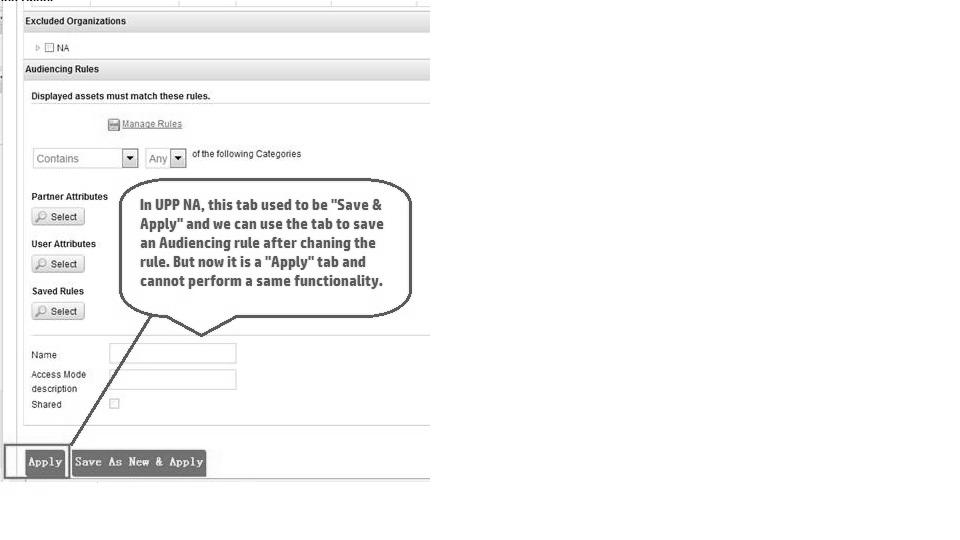 Excluded Organizations
NA
Audiencing Rules
Displayed assets must match these rules.
Manage Rules
Contains Any of the following Categories
Partner Attributes
Select
User Attributes
Select
Saved Rules
Select
In UPP NA, this tab used to be "Save &
Apply" and we can use the tab to save
an Audiencing rule after chaning the
rule. But now it is a "Apply" tab and
cannot perform a same functionality.
Name
Access Mode
description
Shared
Apply Save As New & Apply